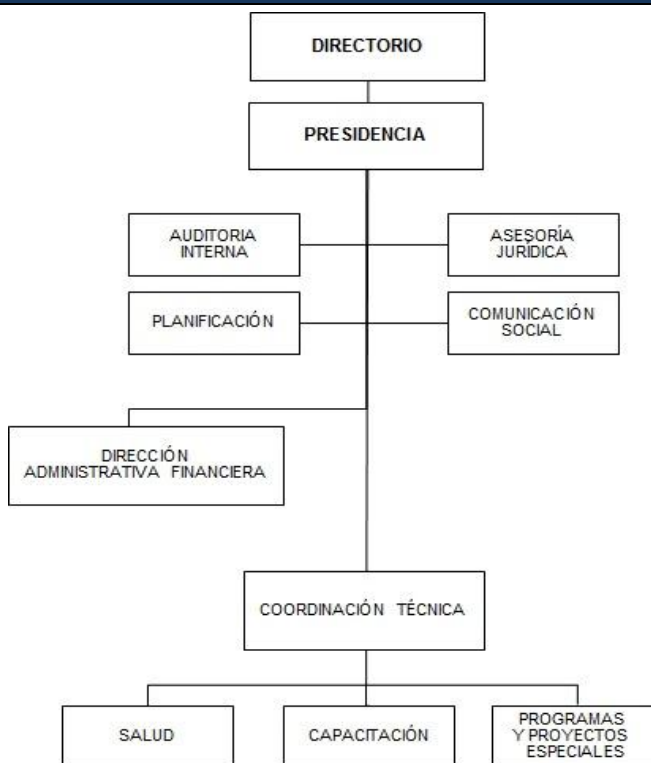 DIRECTORIO
PRESIDENCIA
AUDITORIA
INTERNA
ASESORÍA
JURÍDICA
PLANIFICACIÓN
COMUNICACIÓN
SOCIAL
DIRECCIÓN
ADMINISTRATIVA FINANCIERA
COORDINACIÓN TÉCNICA
SALUD
CAPACITACIÓN
PROGRAMAS
Y PROYECTOS
ESPECIALES